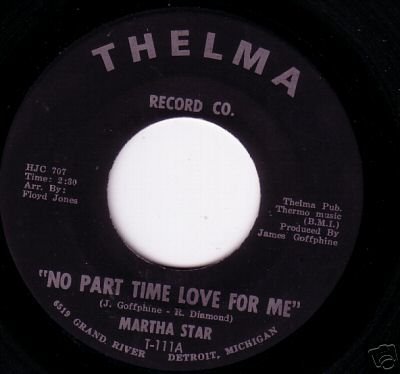 THELMA
RECORD CO.
HJC 707
Time: 2:30
Arr. By:
Floyd Jones
Thelma Pub.
Thermo music
(B.M.I.)
Produced By
James Goffphine
"NO PART TIME LOVE FOR ME"
(J. Goffphine - R. Diamond)
MARTHA STAR
T-111A
6519 GRAND RIVER DETROIT, MICHIGAN